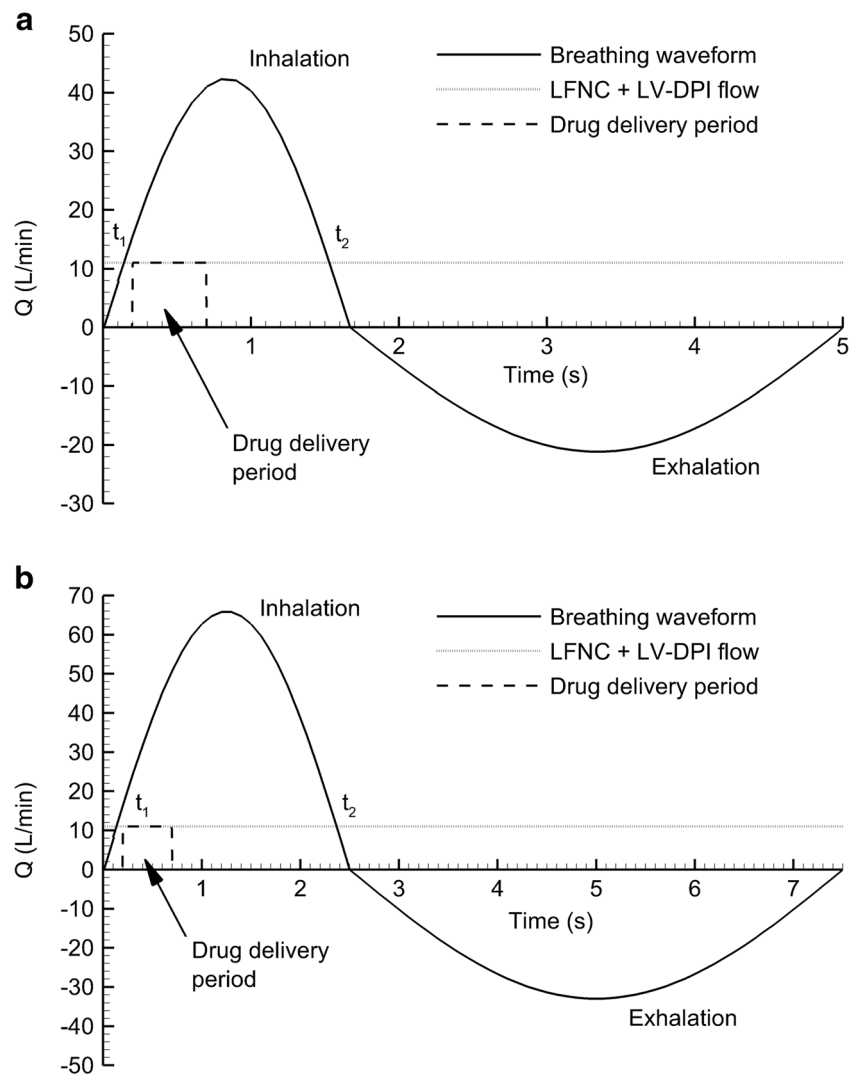 a
50
40
30
20
10
0
-10
-20
-30
Q (L/min)
Inhalation
Breathing waveform
LFNC + LV-DPI flow
Drug delivery period
t1
t2
1
2
3
4
5
Time (s)
Drug delivery
period
Exhalation
b
70
60
50
40
30
20
10
0
-10
-20
-30
-40
-50
Q (L/min)
Inhalation
Breathing waveform
LFNC + LV-DPI flow
Drug delivery period
t1
t2
1
2
3
4
5
6
7
Time (s)
Drug delivery
period
Exhalation